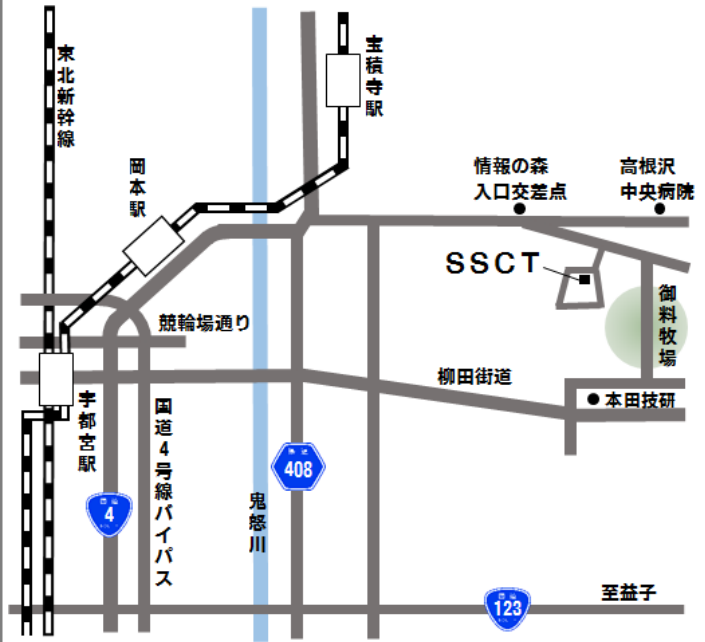 東北新幹線
宝積寺駅
岡本駅
情報の森
入口交差点
高根沢
中央病院
SSCT
御料牧場
競輪場通り
柳田街道
本田技研
宇都宮駅
国道4号線バイパス
408
4
鬼怒川
123
至益子